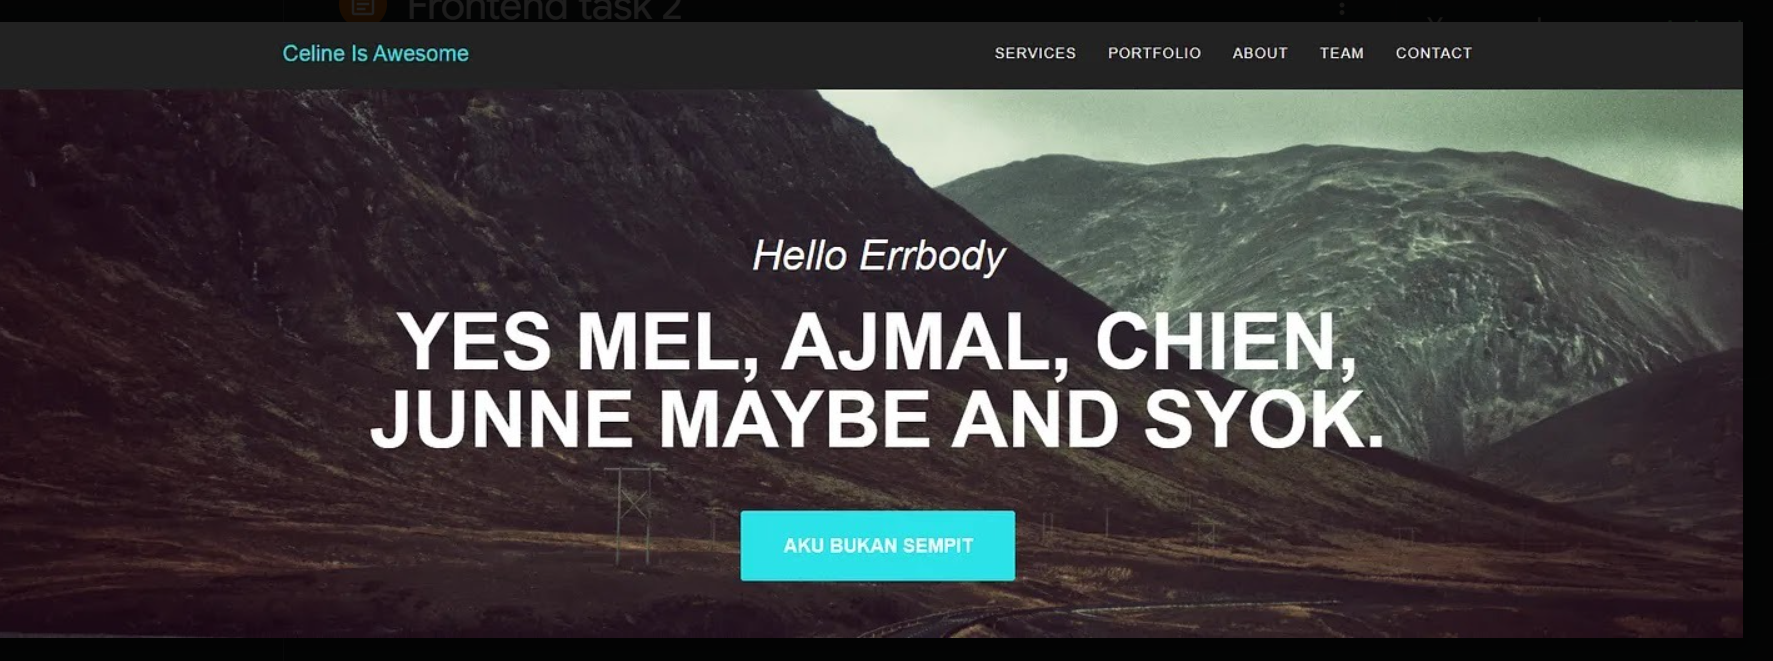 Frontend task 2
Celine Is Awesome
SERVICES PORTFOLIO ABOUT TEAM CONTACT
Hello Errbody
YES MEL, AJMAL, CHIEN,
JUNNE MAYBE AND SYOK.
AKU BUKAN SEMPIT